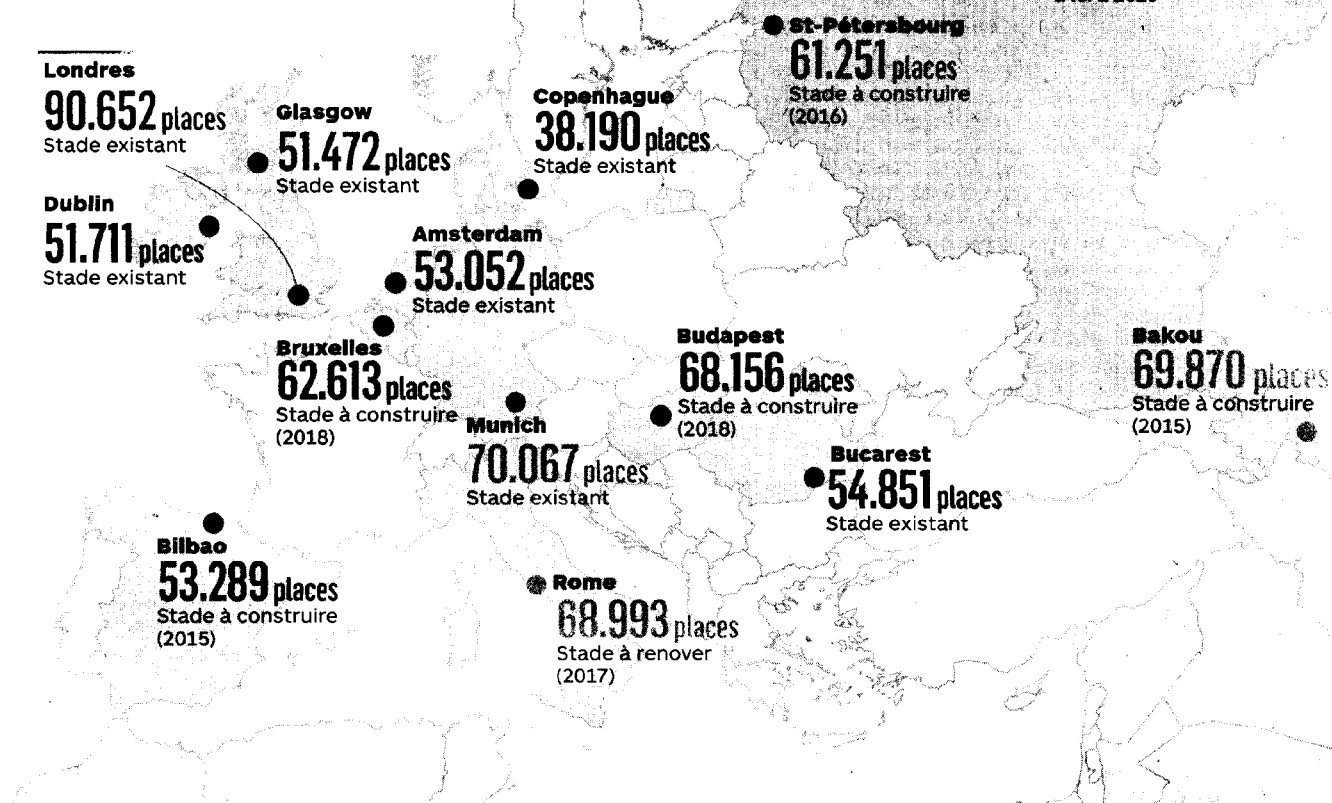 St-Pétersbourg
61.251 places
Stade à construire
(2016)
Londres
90.652 places
Stade existant
Glasgow
51.472 places
Stade existant
Copenhague
38.190 places
Stade existant
Dublin
51.711 places
Stade existant
Amsterdam
53.052 places
Stade existant
Bruxelles
62.613 places
Stade à construire
(2018)
Budapest
68.156 places
Stade à construire
(2018)
Bakou
69.870 places
Stade à construire
(2015)
Munich
70.067 places
Stade existant
Bucarest
54.851 places
Stade existant
Bilbao
53.289 places
Stade à construire
(2015)
Rome
68.993 places
Stade à renover
(2017)